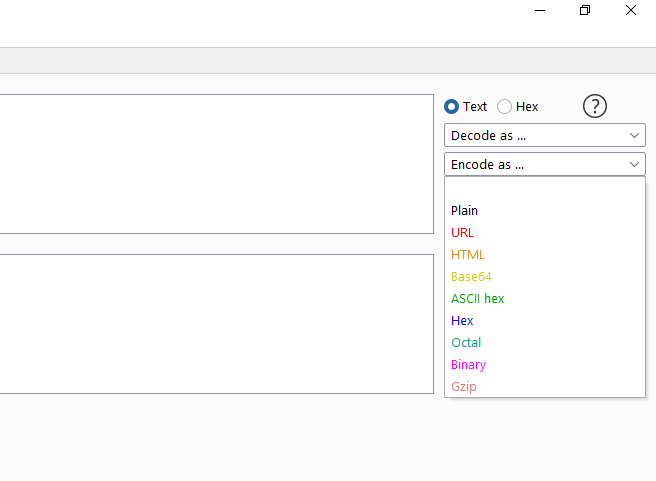 Text Hex ?
Decode as ...
Encode as ...
Plain
URL
HTML
Base64
ASCII hex
Hex
Octal
Binary
Gzip